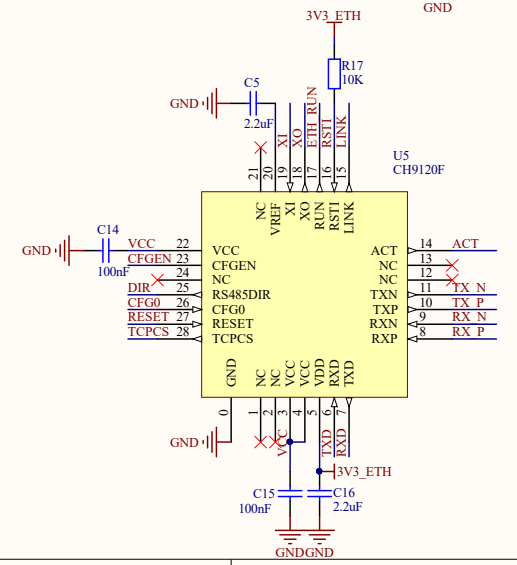 GND
3V3_ETH
R17
10K
C5
GND
2.2uF
XI
XO
ETH_RUN
RSTI
LINK
21
20
19
18
17
16
15
U5
CH9120F
NC
VREF
XI
XO
RUN
RSTI
LINK
C14
GND
100nF
VCC 22 VCC
CFGEN 23 CFGEN
24 NC
DIR 25 RS485DIR
CFG0 26 CFG0
RESET 27 RESET
TCPCS 28 TCPCS
ACT 14 ACT
NC 13
NC 12
TXN 11 TX_N
TXP 10 TX_P
RXN 9 RX_N
RXP 8 RX_P
GND
NC
NC
VCC
VCC
VDD
RXD
TXD
0
1
2
3
4
5
6
7
GND
VCC
TXD
RXD
3V3_ETH
C15
100nF
C16
2.2uF
GND
GND